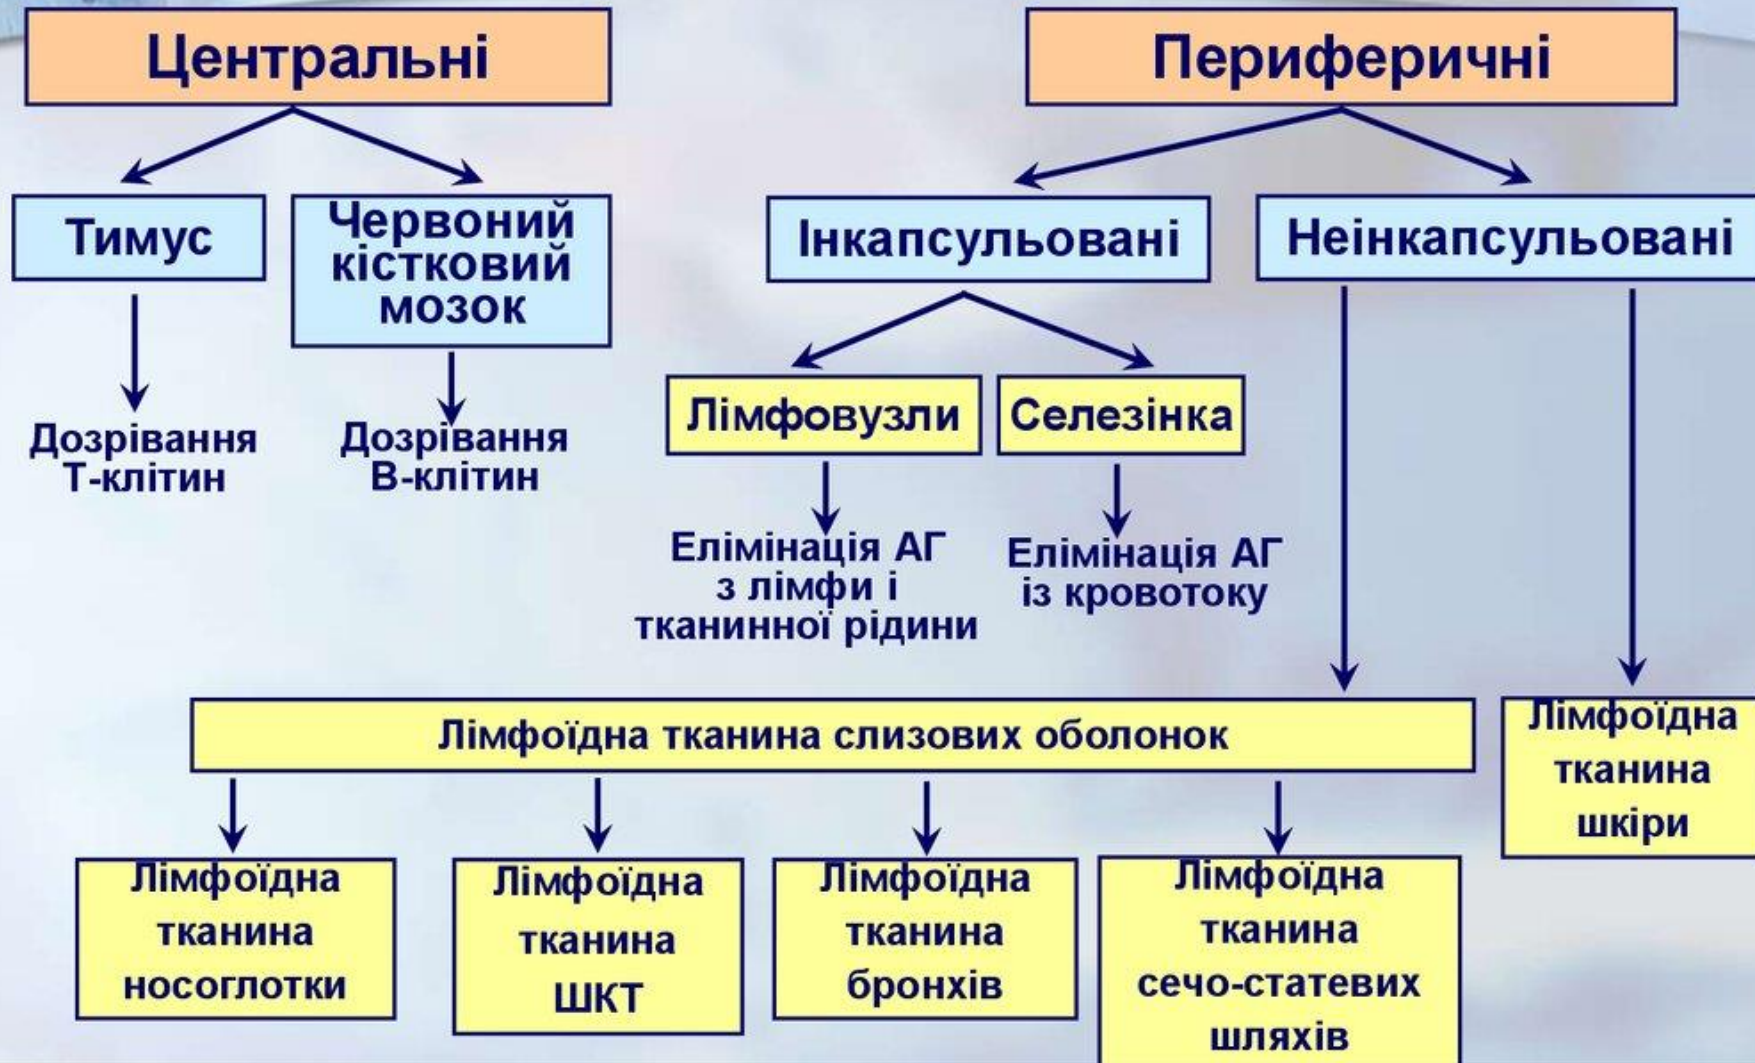 Центральні
Периферичні
Тимус
Червоний
кістковий
мозок
Інкапсульовані
Неінкапсульовані
Дозрівання
Т-клітин
Дозрівання
В-клітин
Лімфовузли
Селезінка
Елімінація АГ
з лімфи і
тканинної рідини
Елімінація АГ
із кровотоку
Лімфоїдна тканина слизових оболонок
Лімфоїдна
тканина
шкіри
Лімфоїдна
тканина
носоглотки
Лімфоїдна
тканина
ШКТ
Лімфоїдна
тканина
бронхів
Лімфоїдна
тканина
сечо-статевих
шляхів